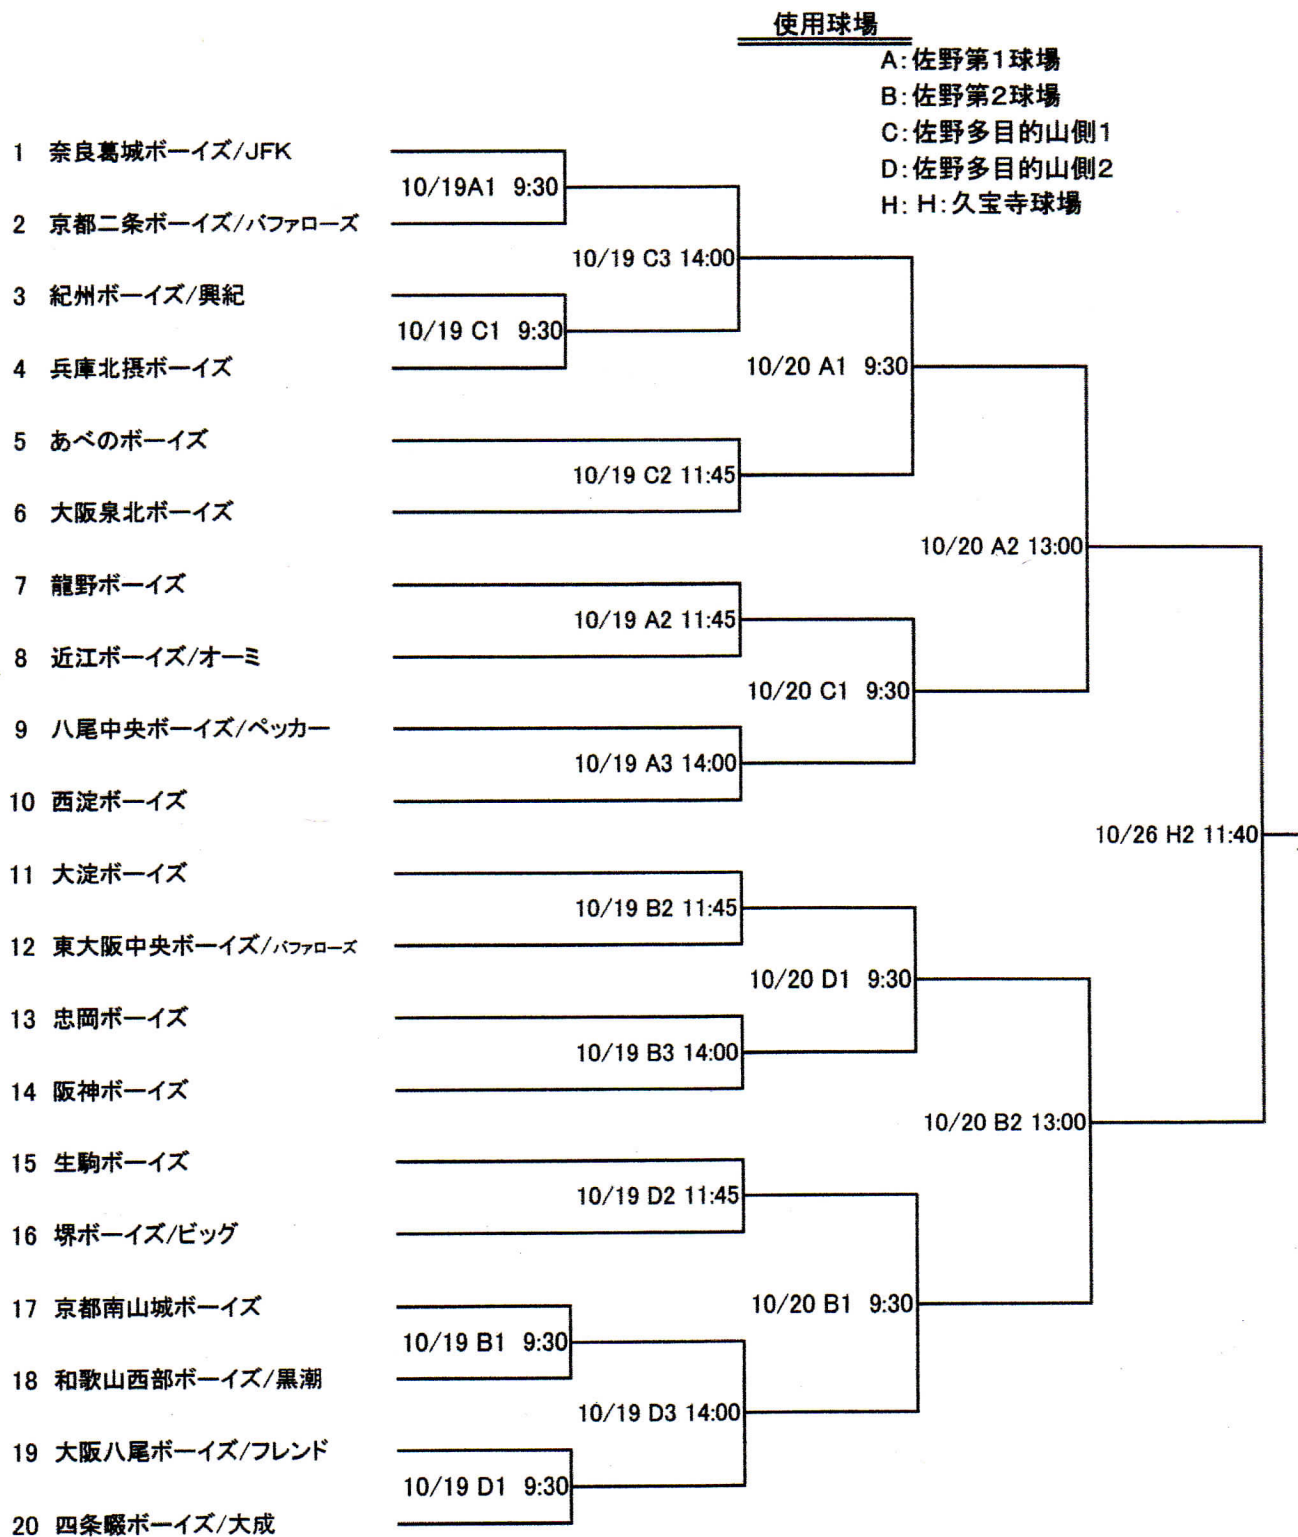 使用球場
A:佐野第1球場
B:佐野第2球場
C:佐野多目的山側1
D:佐野多目的山側2
H: H:久宝寺球場
1 奈良葛城ボーイズ/JFK
10/19A1 9:30
2 京都二条ボーイズ/バファローズ
10/19 C3 14:00
3 紀州ボーイズ/興紀
10/19 C1 9:30
4 兵庫北摂ボーイズ
10/20 A1 9:30
5 あべのボーイズ
10/19 C2 11:45
6 大阪泉北ボーイズ
10/20 A2 13:00
7 龍野ボーイズ
10/19 A2 11:45
8 近江ボーイズ/オーミ
10/20 C1 9:30
9 八尾中央ボーイズ/ペッカー
10/19 A3 14:00
10 西淀ボーイズ
10/26 H2 11:40
11 大淀ボーイズ
10/19 B2 11:45
12 東大阪中央ボーイズ/バファローズ
10/20 D1 9:30
13 忠岡ボーイズ
10/19 B3 14:00
14 阪神ボーイズ
10/20 B2 13:00
15 生駒ボーイズ
10/19 D2 11:45
16 堺ボーイズ/ビッグ
17 京都南山城ボーイズ
10/20 B1 9:30
10/19 B1 9:30
18 和歌山西部ボーイズ/黒潮
10/19 D3 14:00
19 大阪八尾ボーイズ/フレンド
10/19 D1 9:30
20 四条畷ボーイズ/大成